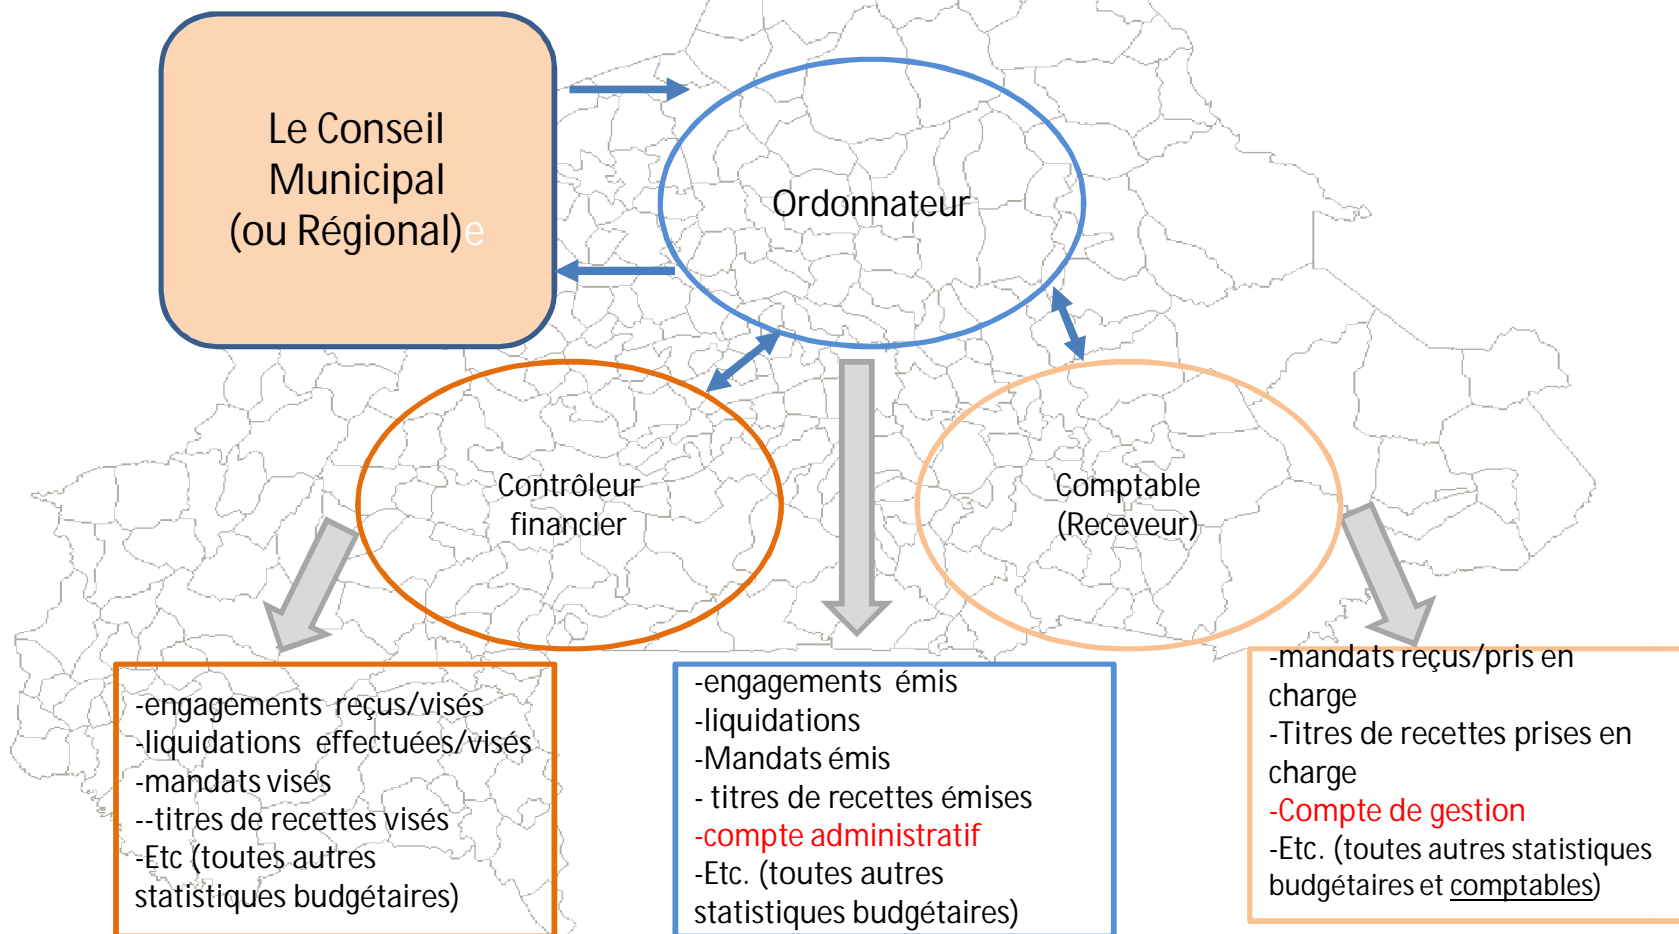 Le Conseil
Municipal
(ou Régional)e
Ordonnateur
Contrôleur
financier
Comptable
(Receveur)
-engagements reçus/visés
-liquidations effectuées/visés
-mandats visés
--titres de recettes visés
-Etc (toutes autres
statistiques budgétaires)
-engagements émis
-liquidations
-Mandats émis
- titres de recettes émises
-compte administratif
-Etc. (toutes autres
statistiques budgétaires)
-mandats reçus/pris en
charge
-Titres de recettes prises en
charge
-Compte de gestion
-Etc. (toutes autres statistiques
budgétaires et comptables)